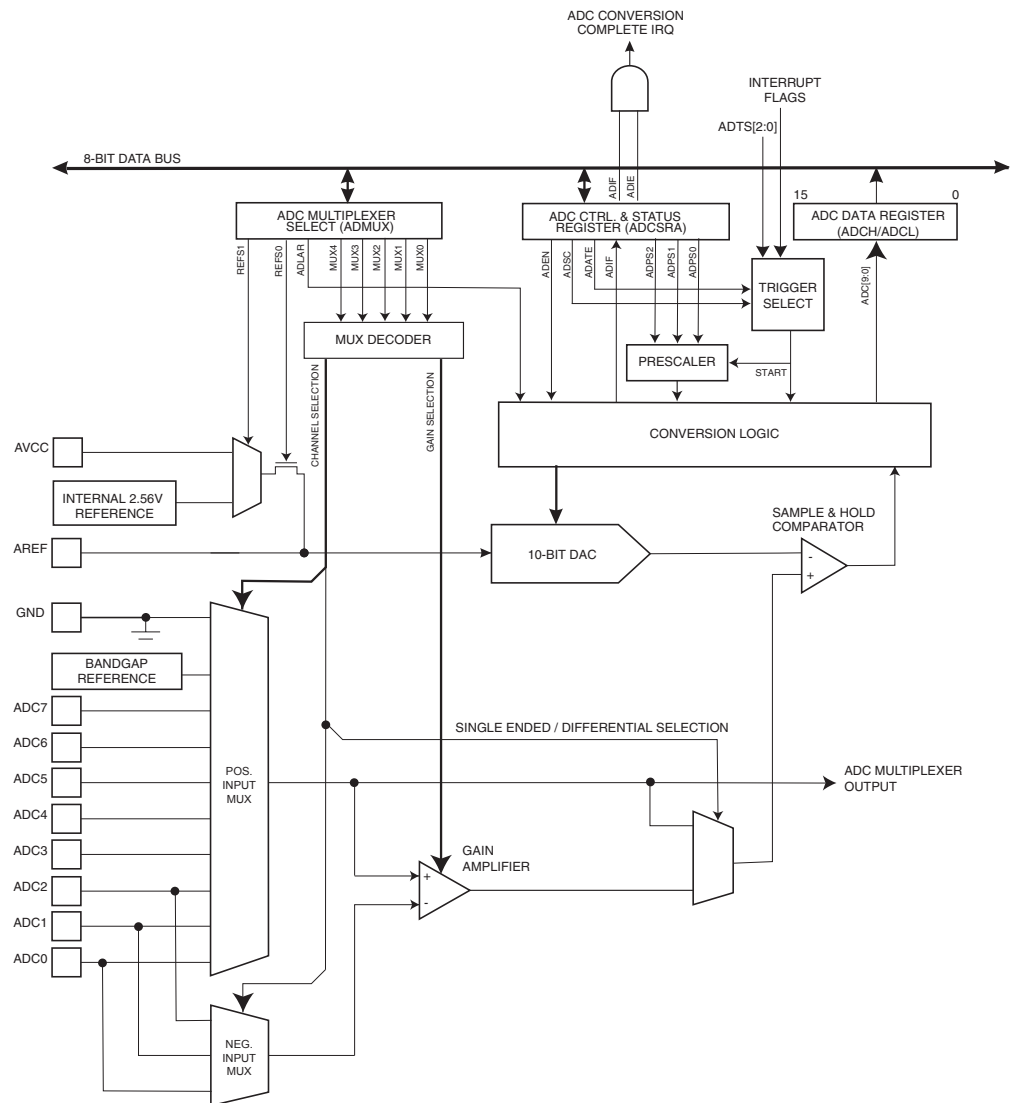 ADC CONVERSION
COMPLETE IRQ
INTERRUPT
FLAGS
ADTS[2:0]
8-BIT DATA BUS
ADIF
ADIE
15
0
ADC MULTIPLEXER
SELECT (ADMUX)
ADC CTRL. & STATUS
REGISTER (ADCSRA)
ADC DATA REGISTER
(ADCH/ADCL)
REFS1
REFS0
ADLAR
MUX4
MUX3
MUX2
MUX1
MUX0
ADEN
ADSC
ADATE
ADIF
ADPS2
ADPS1
ADPS0
ADC[9:0]
TRIGGER
SELECT
MUX DECODER
PRESCALER
START
CHANNEL SELECTION
GAIN SELECTION
CONVERSION LOGIC
AVCC
INTERNAL 2.56V
REFERENCE
SAMPLE & HOLD
COMPARATOR
AREF
10-BIT DAC
-
+
GND
BANDGAP
REFERENCE
ADC7
SINGLE ENDED / DIFFERENTIAL SELECTION
ADC6
ADC5
POS.
INPUT
MUX
ADC MULTIPLEXER
OUTPUT
ADC4
ADC3
GAIN
AMPLIFIER
+
-
ADC2
ADC1
ADC0
NEG.
INPUT
MUX